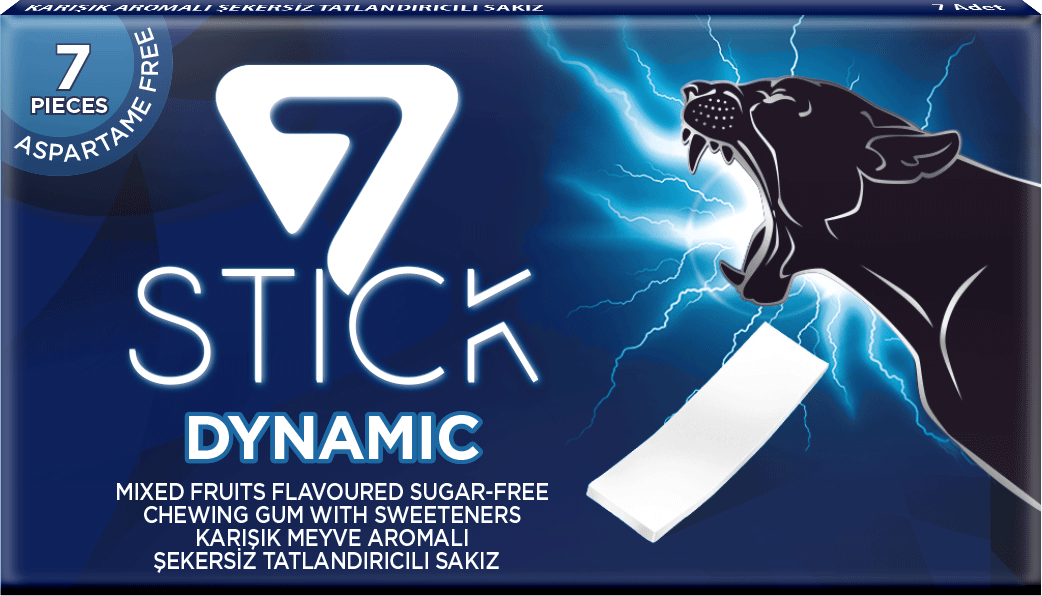 KARIŞIK AROMALI ŞEKERSİZ TATLANDIRICILI SAKIZ
7 Adet
7
PIECES
ASPARTAME FREE
7
STICK
DYNAMIC
MIXED FRUITS FLAVOURED SUGAR-FREE
CHEWING GUM WITH SWEETENERS
KARIŞIK MEYVE AROMALI
ŞEKERSİZ TATLANDIRICILI SAKIZ